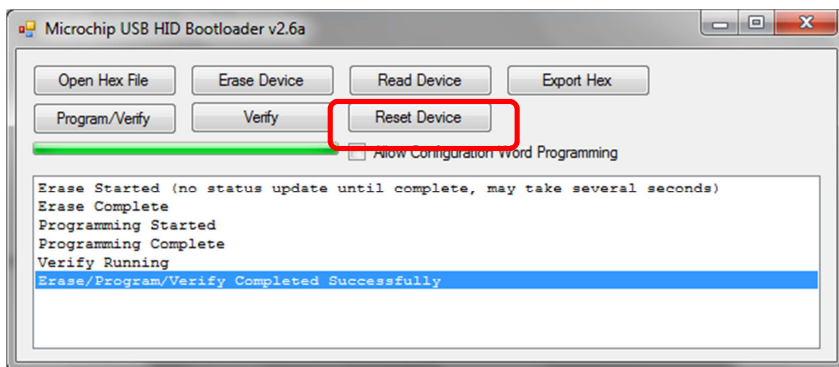 Microchip USB HID Bootloader v2.6a
Open Hex File Erase Device Read Device Export Hex
Program/Verify Verify Reset Device
Allow Configuration Word Programming
Erase Started (no status update until complete, may take several seconds)
Erase Complete
Programming Started
Programming Complete
Verify Running
Erase/Program/Verify Completed Successfully